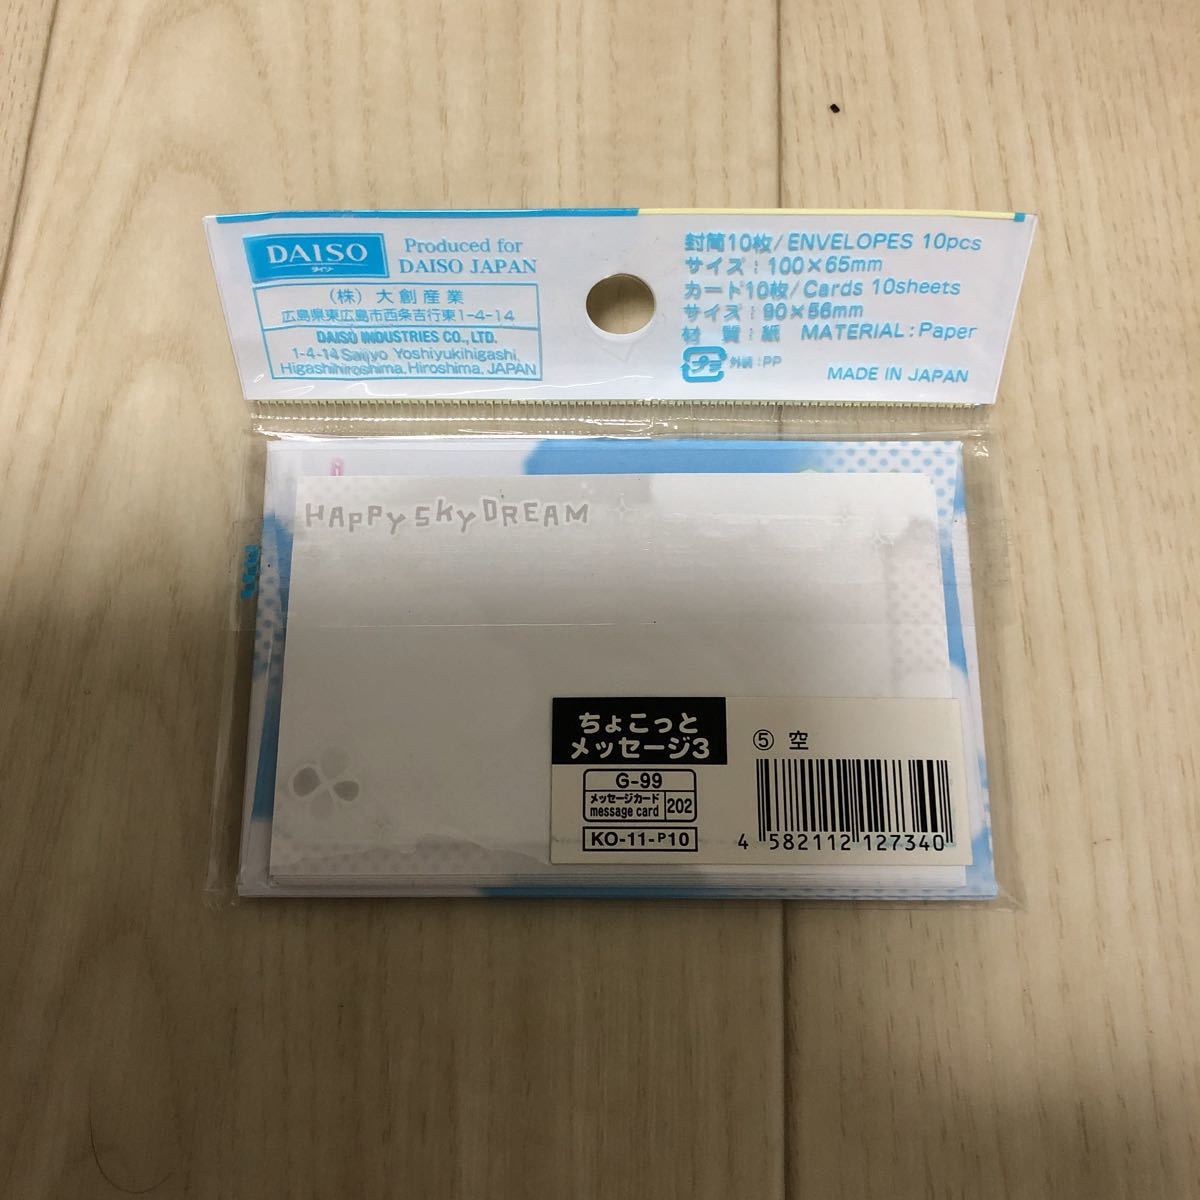 DAISO
ダイソー
Produced for
DAISO JAPAN
(株) 大創産業
広島県東広島市西条吉行東1-4-14
DAISO INDUSTRIES CO., LTD.
1-4-14 Saijyo Yoshiyukihigashi,
Higashihiroshima, Hiroshima, JAPAN
封筒10枚/ENVELOPES 10pcs
サイズ:100×65mm
カード10枚/Cards 10sheets
サイズ:90×56mm
材 質:紙 MATERIAL:Paper
プラ 外装:PP
MADE IN JAPAN
HAPPY SKY DREAM
ちょこっと
メッセージ3
⑤ 空
G-99
メッセージカード
message card 202
KO-11-P10
4 582112 127340